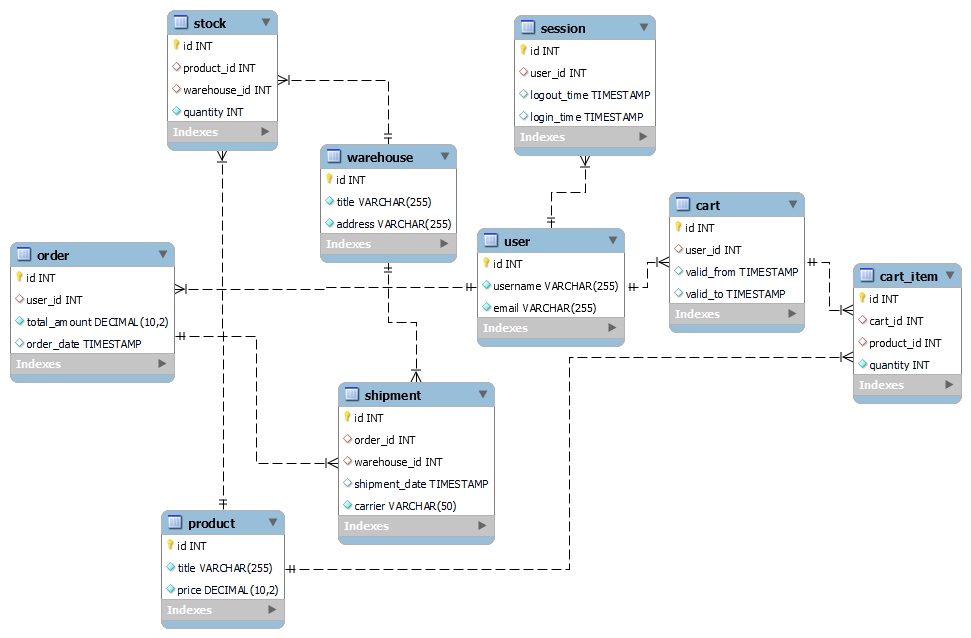 stock
id INT
product_id INT
warehouse_id INT
quantity INT
Indexes
session
id INT
user_id INT
logout_time TIMESTAMP
login_time TIMESTAMP
Indexes
warehouse
id INT
title VARCHAR(255)
address VARCHAR(255)
Indexes
cart
id INT
user_id INT
valid_from TIMESTAMP
valid_to TIMESTAMP
Indexes
user
id INT
username VARCHAR(255)
email VARCHAR(255)
Indexes
order
id INT
user_id INT
total_amount DECIMAL(10,2)
order_date TIMESTAMP
Indexes
cart_item
id INT
cart_id INT
product_id INT
quantity INT
Indexes
shipment
id INT
order_id INT
warehouse_id INT
shipment_date TIMESTAMP
carrier VARCHAR(50)
Indexes
product
id INT
title VARCHAR(255)
price DECIMAL(10,2)
Indexes